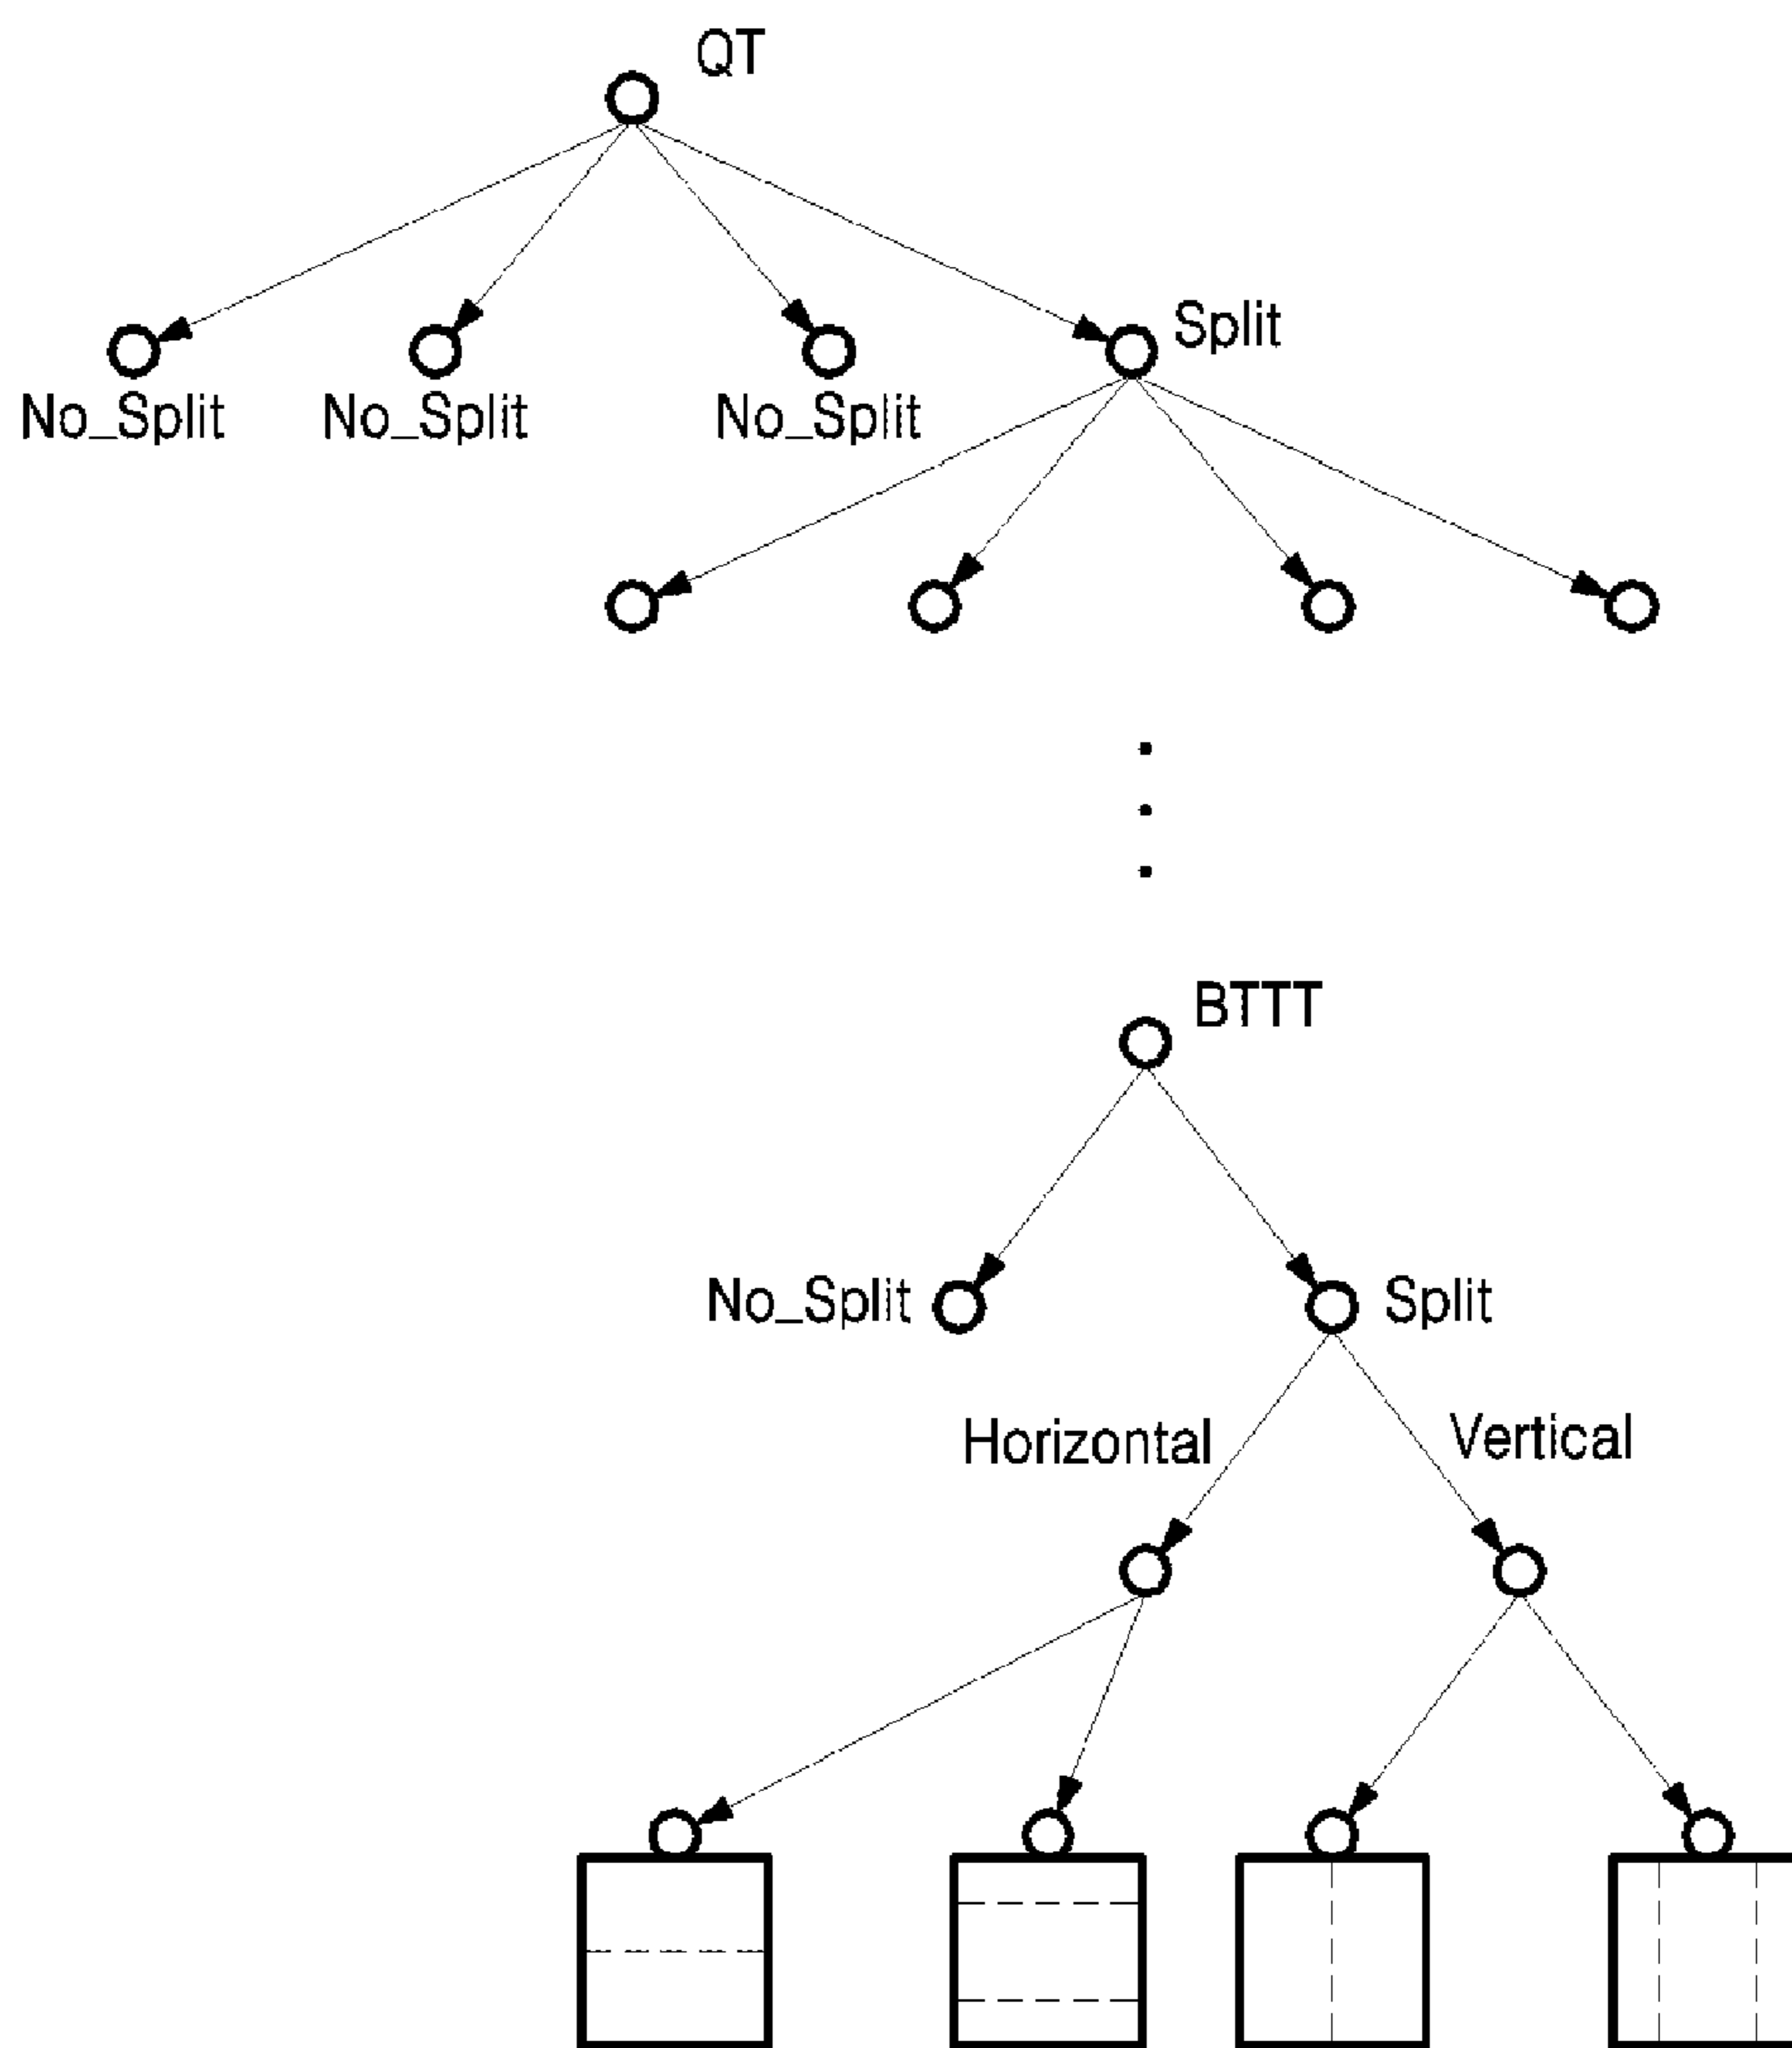 QT
Split
No_Split
No_Split
No_Split
BTTT
No_Split
Split
Horizontal
Vertical